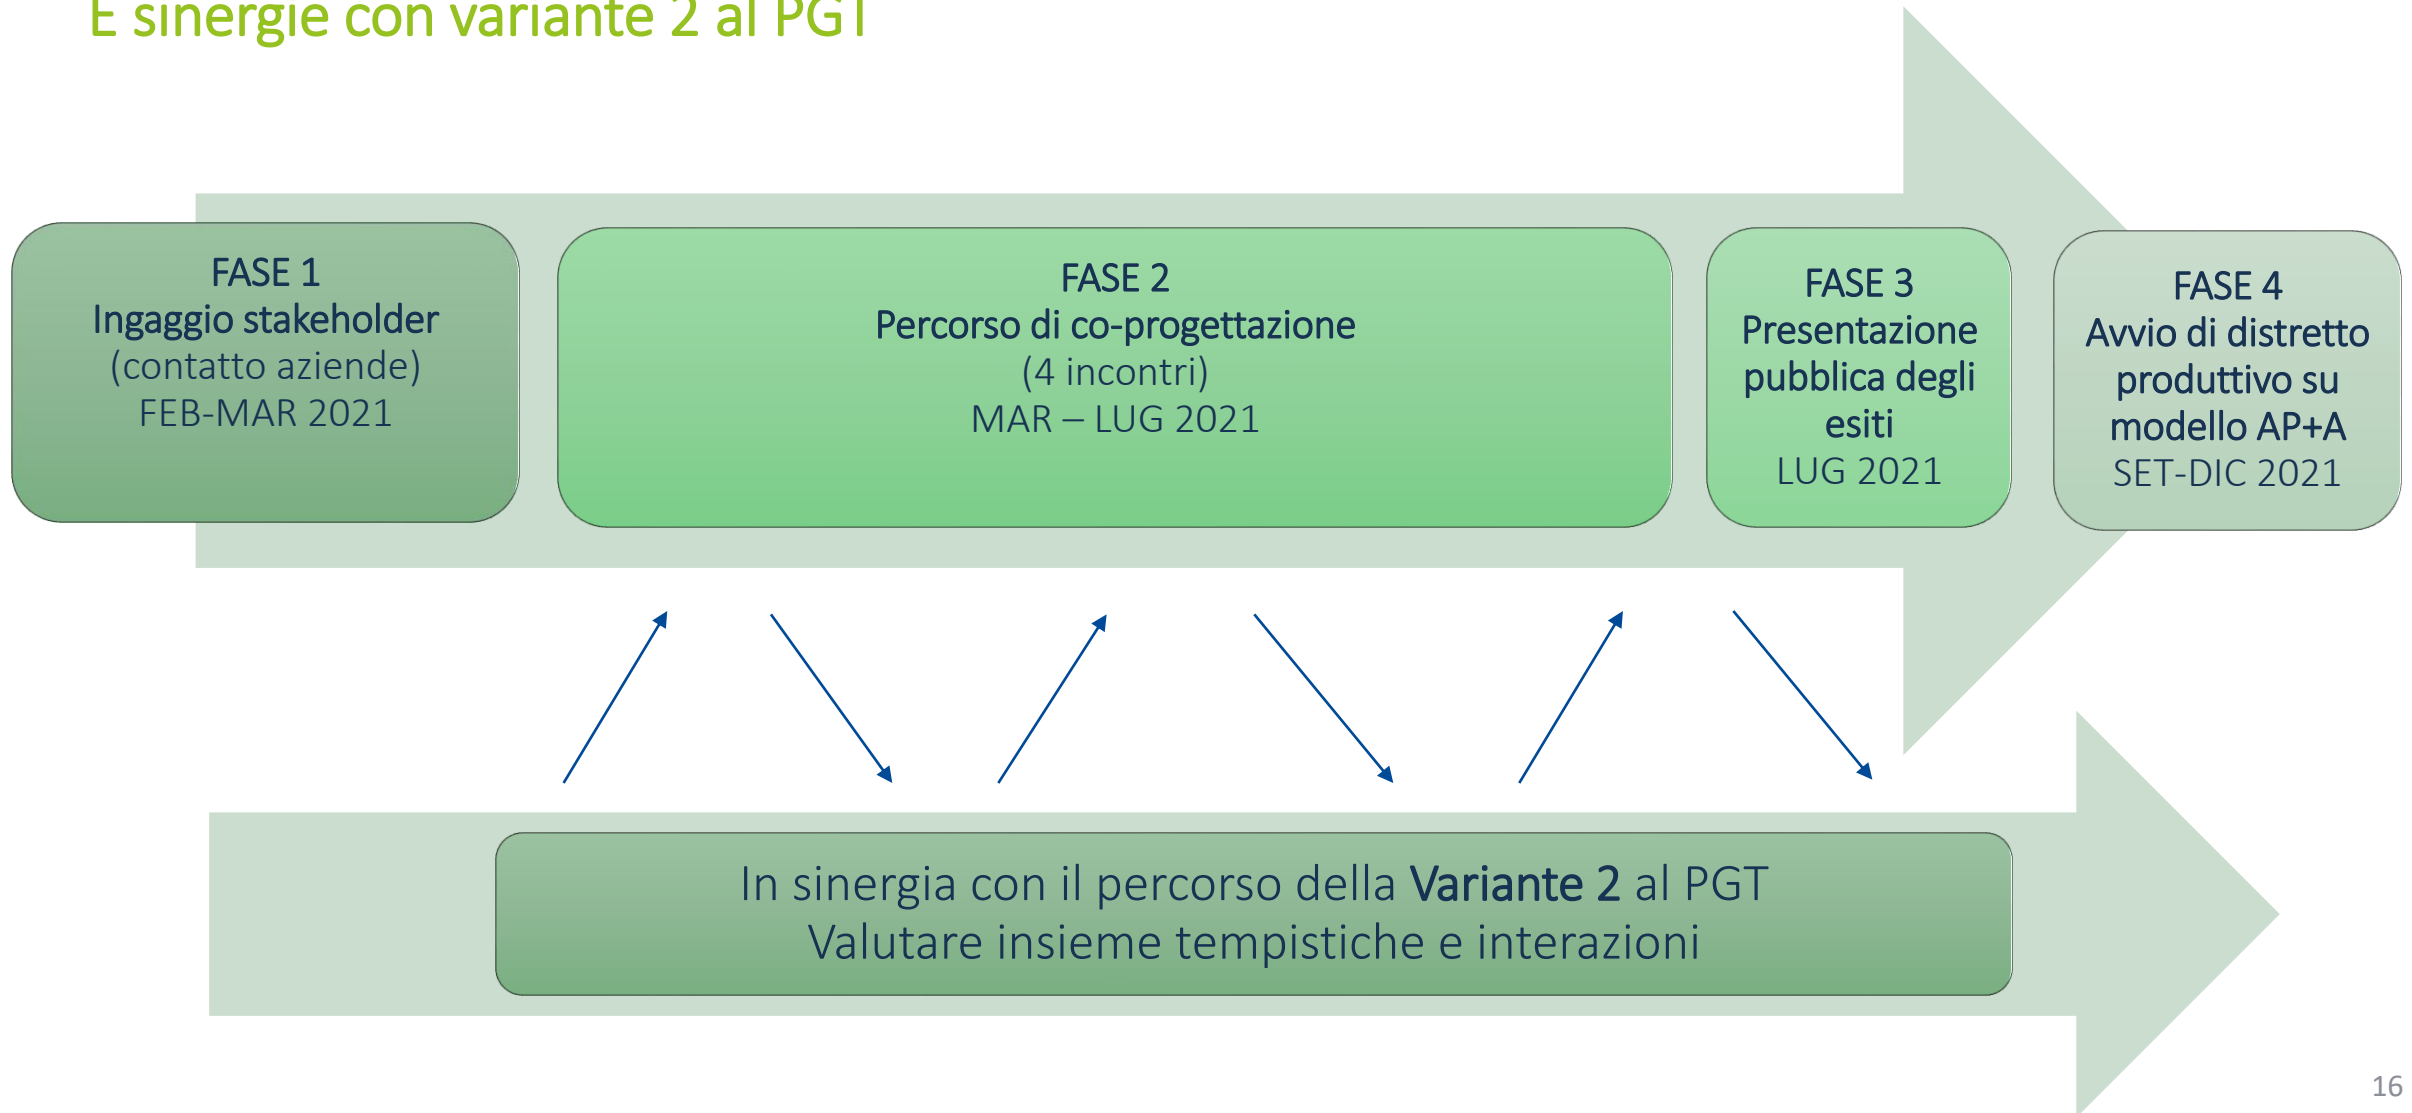 E sinergie con variante 2 al PGT
FASE 1
Ingaggio stakeholder
(contatto aziende)
FEB-MAR 2021
FASE 2
Percorso di co-progettazione
(4 incontri)
MAR – LUG 2021
FASE 3
Presentazione
pubblica degli
esiti
LUG 2021
FASE 4
Avvio di distretto
produttivo su
modello AP+A
SET-DIC 2021
In sinergia con il percorso della Variante 2 al PGT
Valutare insieme tempistiche e interazioni
16